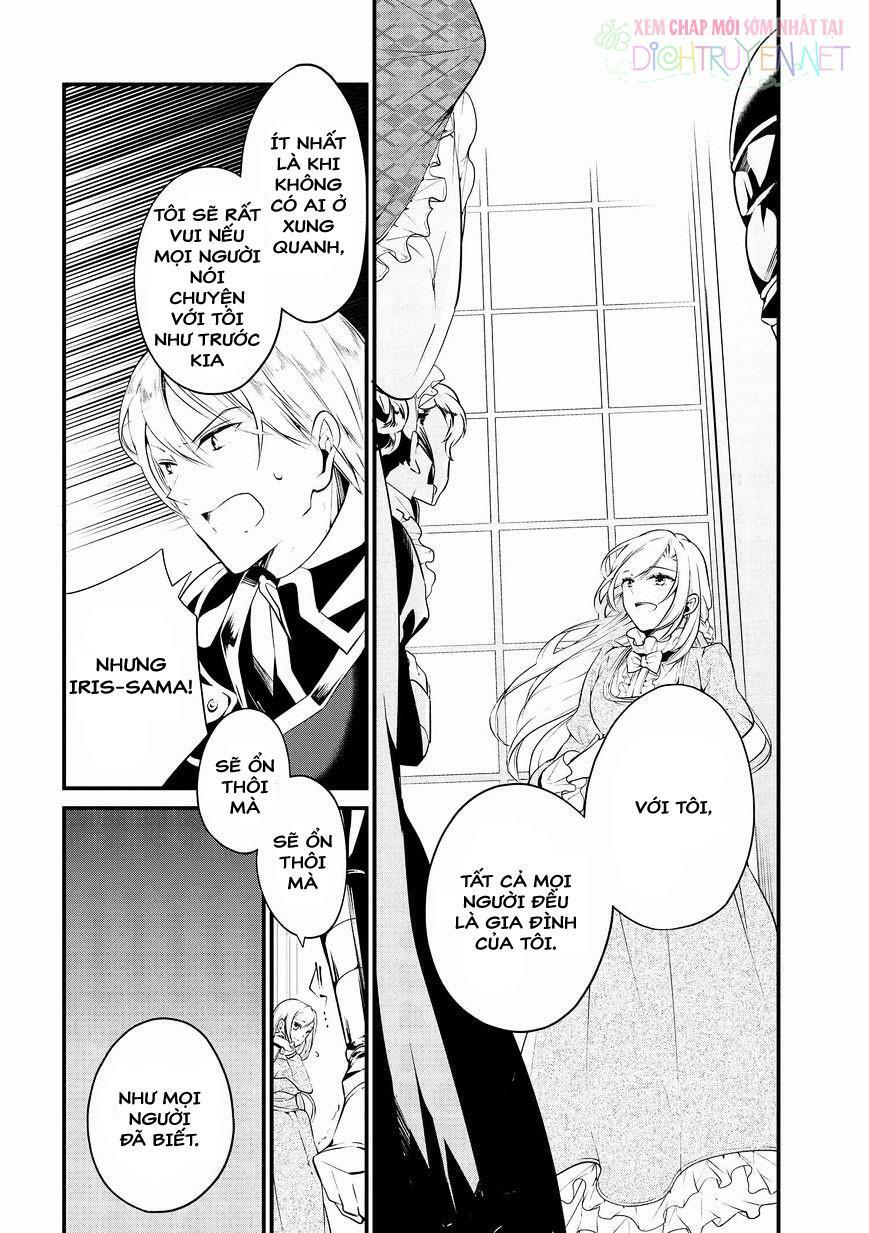 XEM CHAP MỚI SỚM NHẤT TẠI
DICHTRUYEN.NET
VỚI TÔI,
TẤT CẢ MỌI
NGƯỜI ĐỀU
LÀ GIA ĐÌNH
CỦA TÔI.
ÍT NHẤT
LÀ KHI
KHÔNG
CÓ AI Ở
XUNG
QUANH,
TÔI SẼ RẤT
VUI NẾU
MỌI NGƯỜI
NÓI
CHUYỆN
VỚI TÔI
NHƯ TRƯỚC
KIA
NHƯNG
IRIS-SAMA!
SẼ ỔN
THÔI
MÀ
SẼ ỔN
THÔI
MÀ
NHƯ MỌI
NGƯỜI
ĐÃ BIẾT.